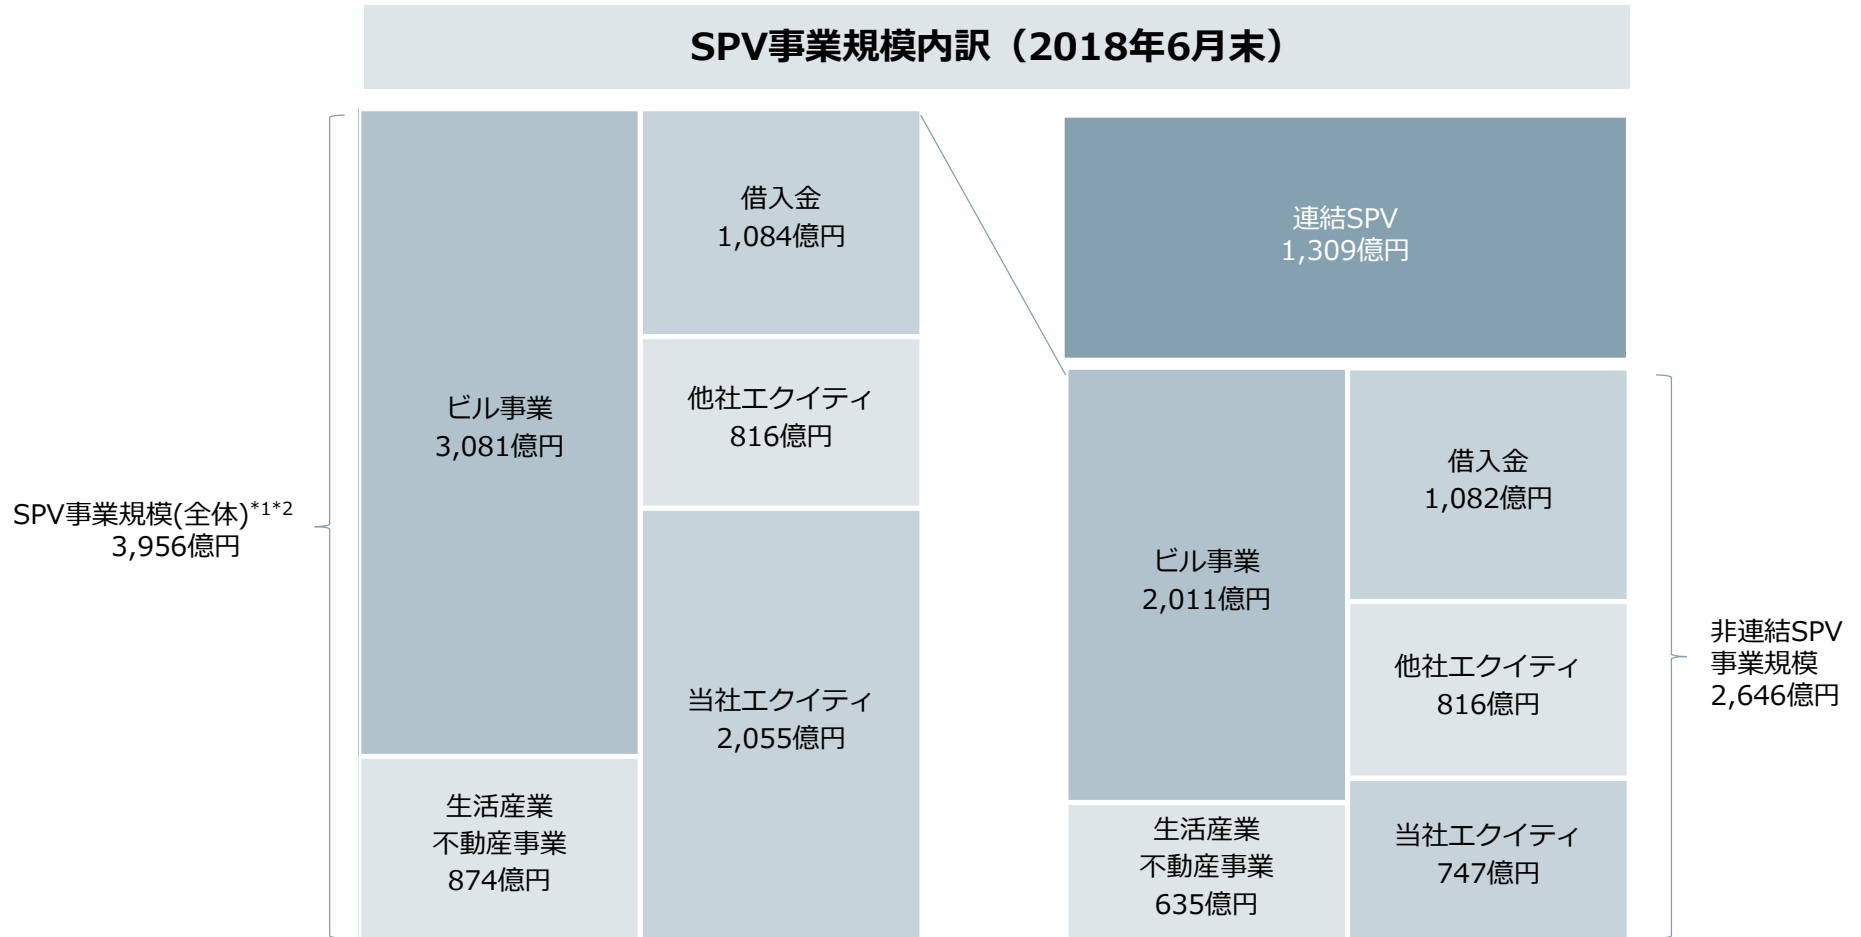 SPV事業規模内訳（2018年6月末）
SPV事業規模(全体)*1*2
3,956億円
ビル事業
3,081億円
生活産業
不動産事業
874億円
借入金
1,084億円
他社エクイティ
816億円
当社エクイティ
2,055億円
連結SPV
1,309億円
ビル事業
2,011億円
生活産業
不動産事業
635億円
借入金
1,082億円
他社エクイティ
816億円
当社エクイティ
747億円
非連結SPV
事業規模
2,646億円